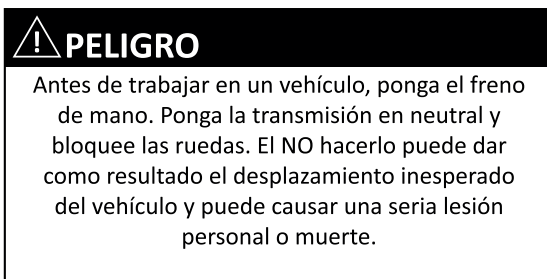 PELIGRO
Antes de trabajar en un vehículo, ponga el freno
de mano. Ponga la transmisión en neutral y
bloquee las ruedas. El NO hacerlo puede dar
como resultado el desplazamiento inesperado
del vehículo y puede causar una seria lesión
personal o muerte.